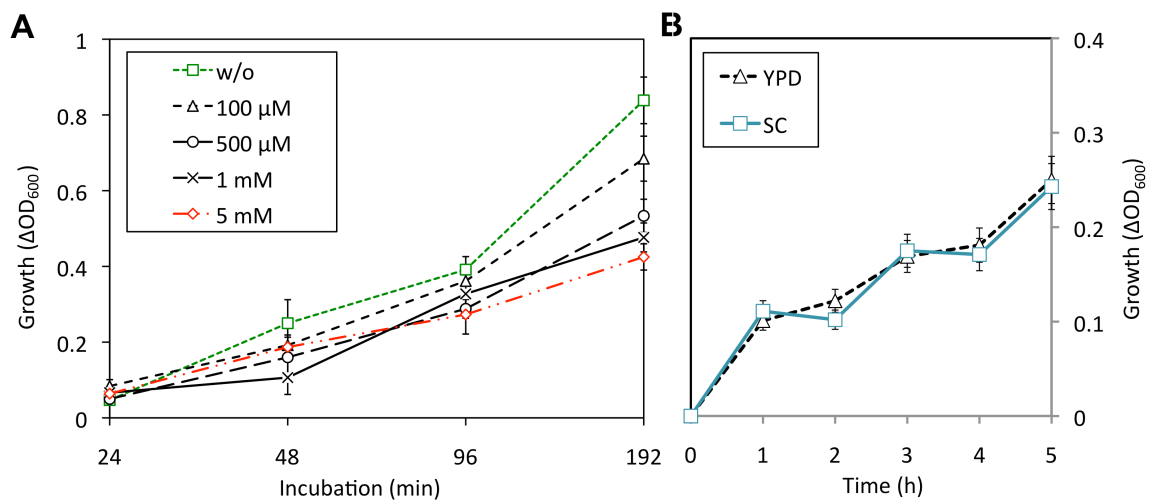 A
1
0.8
0.6
0.4
0.2
0
24
48
96
192
Growth (ΔOD600)
Incubation (min)
w/o
100 µM
500 µM
1 mM
5 mM
B
YPD
SC
0.4
0.3
0.2
0.1
0
0
1
2
3
4
5
Growth (ΔOD600)
Time (h)